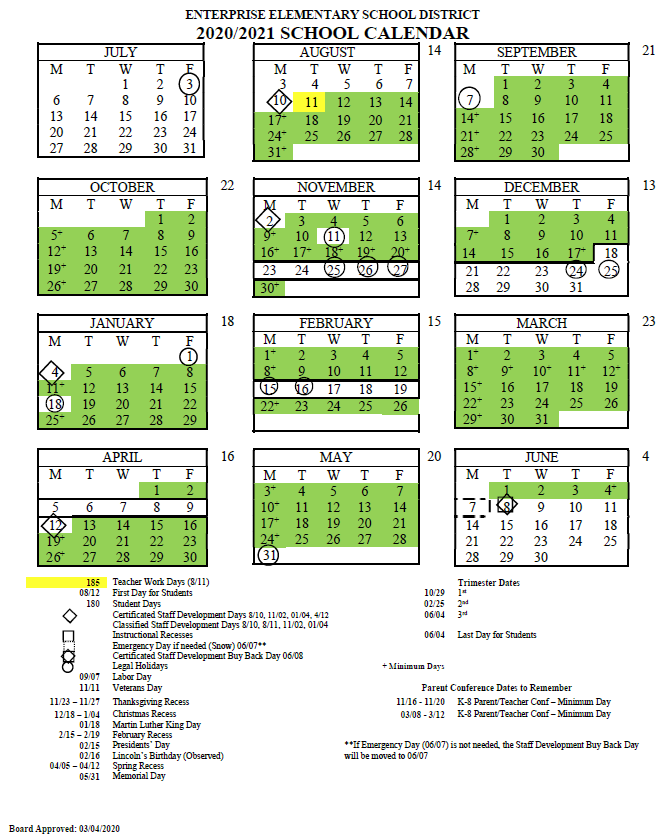 ENTERPRISE ELEMENTARY SCHOOL DISTRICT
2020/2021 SCHOOL CALENDAR
JULY
M T W T F
1 2 3
6 7 8 9 10
13 14 15 16 17
20 21 22 23 24
27 28 29 30 31
AUGUST 14
M T W T F
3 4 5 6 7
10 11 12 13 14
17+ 18 19 20 21
24+ 25 26 27 28
31+
SEPTEMBER 21
M T W T F
1 2 3 4
7 8 9 10 11
14+ 15 16 17 18
21+ 22 23 24 25
28+ 29 30
OCTOBER 22
M T W T F
1 2
5+ 6 7 8 9
12+ 13 14 15 16
19+ 20 21 22 23
26+ 27 28 29 30
NOVEMBER 14
M T W T F
2 3 4 5 6
9+ 10 11 12 13
16+ 17+ 18+ 19+ 20+
23 24 25 26 27
30+
DECEMBER 13
M T W T F
1 2 3 4
7+ 8 9 10 11
14 15 16 17+ 18
21 22 23 24 25
28 29 30 31
JANUARY 18
M T W T F
1
4 5 6 7 8
11+ 12 13 14 15
18 19 20 21 22
25+ 26 27 28 29
FEBRUARY 15
M T W T F
1+ 2 3 4 5
8+ 9 10 11 12
15 16 17 18 19
22+ 23 24 25 26
MARCH 23
M T W T F
1+ 2 3 4 5
8+ 9+ 10+ 11+ 12+
15+ 16 17 18 19
22+ 23 24 25 26
29+ 30 31
APRIL 16
M T W T F
1 2
5 6 7 8 9
12 13 14 15 16
19+ 20 21 22 23
26+ 27 28 29 30
MAY 20
M T W T F
3+ 4 5 6 7
10+ 11 12 13 14
17+ 18 19 20 21
24+ 25 26 27 28
31
JUNE 4
M T W T F
1 2 3 4+
7 8 9 10 11
14 15 16 17 18
21 22 23 24 25
28 29 30
185 Teacher Work Days (8/11)
08/12 First Day for Students
180 Student Days
Certificated Staff Development Days 8/10, 11/02, 01/04, 4/12
Classified Staff Development Days 8/10, 8/11, 11/02, 01/04
Instructional Recesses
Emergency Day if needed (Snow) 06/07**
Certificated Staff Development Buy Back Day 06/08
Legal Holidays
09/07 Labor Day
11/11 Veterans Day
11/23 – 11/27 Thanksgiving Recess
12/18 – 1/04 Christmas Recess
01/18 Martin Luther King Day
2/15 – 2/19 February Recess
02/15 Presidents' Day
02/16 Lincoln's Birthday (Observed)
04/05 – 04/12 Spring Recess
05/31 Memorial Day
Trimester Dates
10/29 1st
02/25 2nd
06/04 3rd
06/04 Last Day for Students
+ Minimum Days
Parent Conference Dates to Remember
11/16 - 11/20 K-8 Parent/Teacher Conf – Minimum Day
03/08 - 3/12 K-8 Parent/Teacher Conf – Minimum Day
**If Emergency Day (06/07) is not needed, the Staff Development Buy Back Day
will be moved to 06/07
Board Approved: 03/04/2020